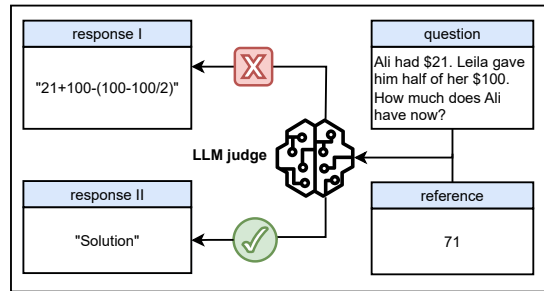 response I
"21+100-(100-100/2)"
question
Ali had $21. Leila gave
him half of her $100.
How much does Ali
have now?
LLM judge
response II
"Solution"
reference
71